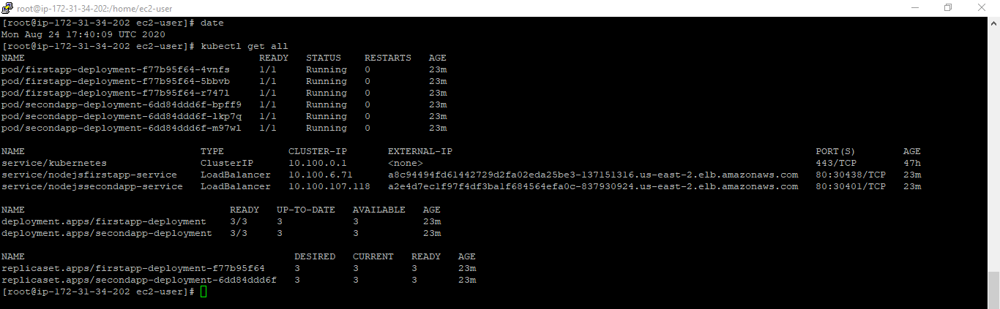 root@ip-172-31-34-202:/home/ec2-user
[root@ip-172-31-34-202 ec2-user]# date
Mon Aug 24 17:40:09 UTC 2020
[root@ip-172-31-34-202 ec2-user]# kubectl get all
NAME READY STATUS RESTARTS AGE
pod/firstapp-deployment-f77b95f64-4vnfs 1/1 Running 0 23m
pod/firstapp-deployment-f77b95f64-5bbvb 1/1 Running 0 23m
pod/firstapp-deployment-f77b95f64-r747l 1/1 Running 0 23m
pod/secondapp-deployment-6dd84ddd6f-bpff9 1/1 Running 0 23m
pod/secondapp-deployment-6dd84ddd6f-lkp7q 1/1 Running 0 23m
pod/secondapp-deployment-6dd84ddd6f-m97wl 1/1 Running 0 23m
NAME TYPE CLUSTER-IP EXTERNAL-IP PORT(S) AGE
service/kubernetes ClusterIP 10.100.0.1 <none> 443/TCP 47h
service/nodejsfirstapp-service LoadBalancer 10.100.6.71 a8c94494fd61442729d2fa02eda25be3-137151316.us-east-2.elb.amazonaws.com 80:30438/TCP 23m
service/nodejssecondapp-service LoadBalancer 10.100.107.118 a2e4d7ec1f97f4df3ba1f684564efa0c-837930924.us-east-2.elb.amazonaws.com 80:30401/TCP 23m
NAME READY UP-TO-DATE AVAILABLE AGE
deployment.apps/firstapp-deployment 3/3 3 3 23m
deployment.apps/secondapp-deployment 3/3 3 3 23m
NAME DESIRED CURRENT READY AGE
replicaset.apps/firstapp-deployment-f77b95f64 3 3 3 23m
replicaset.apps/secondapp-deployment-6dd84ddd6f 3 3 3 23m
[root@ip-172-31-34-202 ec2-user]#